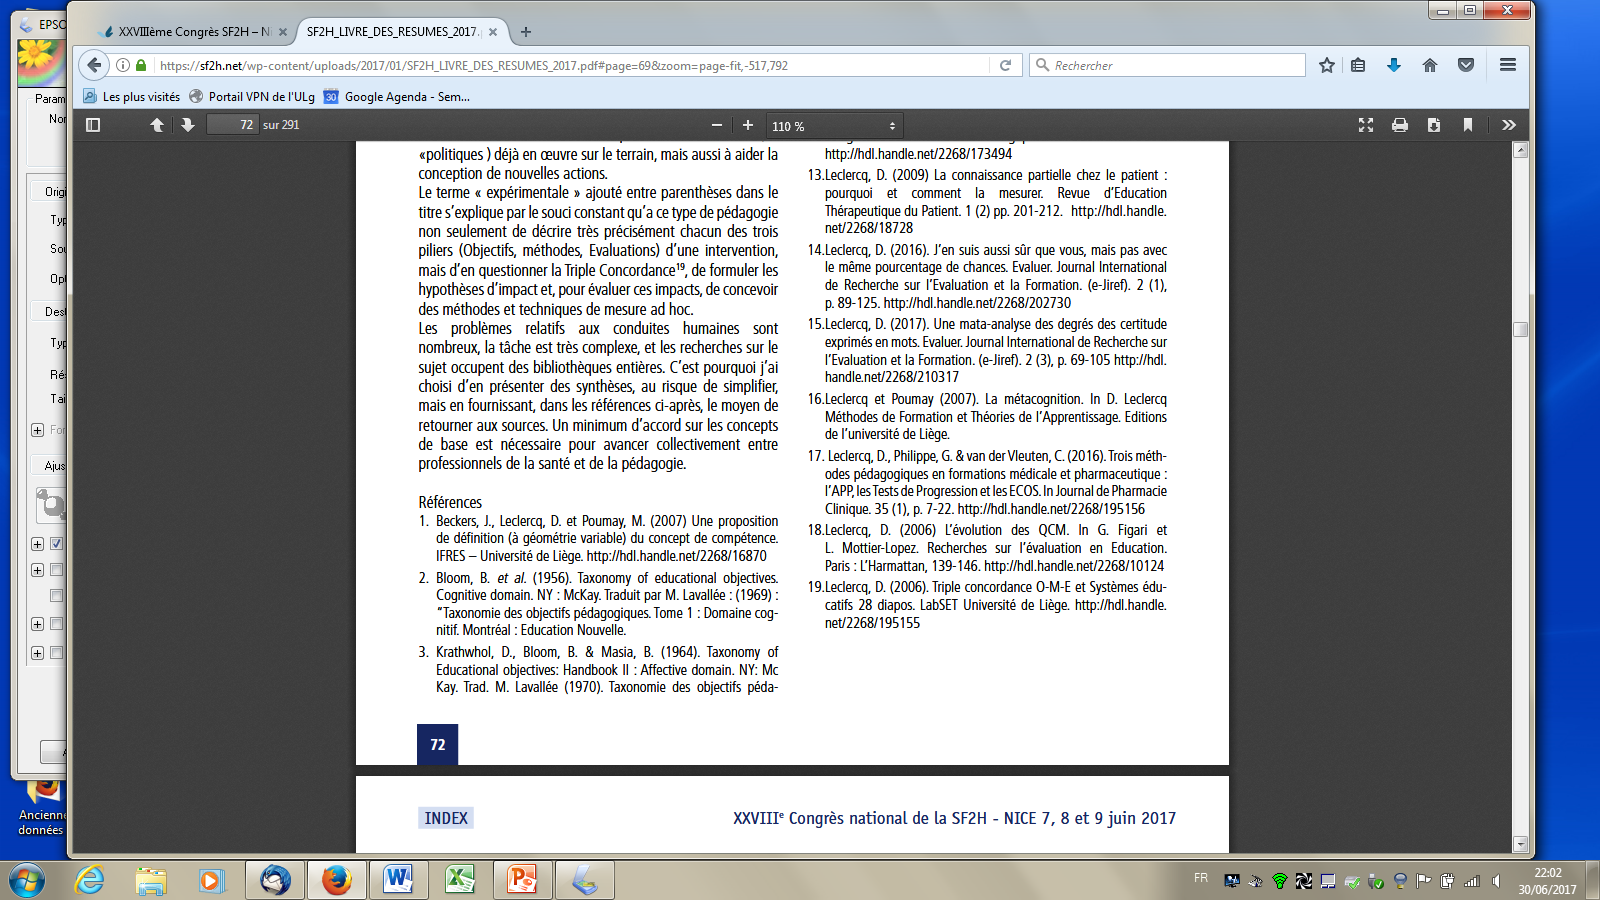 EPSO
XXVIIIème Congrès SF2H – Ni
SF2H_LIVRE_DES_RESUMES_2017.p
https://sf2h.net/wp-content/uploads/2017/01/SF2H_LIVRE_DES_RESUMES_2017.pdf#page=69&zoom=page-fit,-517,792
Rechercher
Les plus visités
Portail VPN de l'ULg
30
Google Agenda - Sem...
72 sur 291
110 %
Param
Nor
Origi
Typ
Sou
Opt
Dest
Typ
Rés
Tai
For
Ajus
A
Ancienne
données
«politiques ) déjà en œuvre sur le terrain, mais aussi à aider la
conception de nouvelles actions.
Le terme « expérimentale » ajouté entre parenthèses dans le
titre s’explique par le souci constant qu’a ce type de pédagogie
non seulement de décrire très précisément chacun des trois
piliers (Objectifs, méthodes, Evaluations) d’une intervention,
mais d’en questionner la Triple Concordance¹⁹, de formuler les
hypothèses d’impact et, pour évaluer ces impacts, de concevoir
des méthodes et techniques de mesure ad hoc.
Les problèmes relatifs aux conduites humaines sont
nombreux, la tâche est très complexe, et les recherches sur le
sujet occupent des bibliothèques entières. C’est pourquoi j’ai
choisi d’en présenter des synthèses, au risque de simplifier,
mais en fournissant, dans les références ci-après, le moyen de
retourner aux sources. Un minimum d’accord sur les concepts
de base est nécessaire pour avancer collectivement entre
professionnels de la santé et de la pédagogie.
Références
1. Beckers, J., Leclercq, D. et Poumay, M. (2007) Une proposition
de définition (à géométrie variable) du concept de compétence.
IFRES – Université de Liège. http://hdl.handle.net/2268/16870
2. Bloom, B. et al. (1956). Taxonomy of educational objectives.
Cognitive domain. NY : McKay. Traduit par M. Lavallée : (1969) :
“Taxonomie des objectifs pédagogiques. Tome 1 : Domaine cog-
nitif. Montréal : Education Nouvelle.
3. Krathwhol, D., Bloom, B. & Masia, B. (1964). Taxonomy of
Educational objectives: Handbook II : Affective domain. NY: Mc
Kay. Trad. M. Lavallée (1970). Taxonomie des objectifs péda-
http://hdl.handle.net/2268/173494
13.Leclercq, D. (2009) La connaissance partielle chez le patient :
pourquoi et comment la mesurer. Revue d’Education
Thérapeutique du Patient. 1 (2) pp. 201-212. http://hdl.handle.
net/2268/18728
14.Leclercq, D. (2016). J’en suis aussi sûr que vous, mais pas avec
le même pourcentage de chances. Evaluer. Journal International
de Recherche sur l’Evaluation et la Formation. (e-Jiref). 2 (1),
p. 89-125. http://hdl.handle.net/2268/202730
15.Leclercq, D. (2017). Une mata-analyse des degrés des certitude
exprimés en mots. Evaluer. Journal International de Recherche sur
l’Evaluation et la Formation. (e-Jiref). 2 (3), p. 69-105 http://hdl.
handle.net/2268/210317
16.Leclercq et Poumay (2007). La métacognition. In D. Leclercq
Méthodes de Formation et Théories de l’Apprentissage. Editions
de l’université de Liège.
17. Leclercq, D., Philippe, G. & van der Vleuten, C. (2016). Trois méth-
odes pédagogiques en formations médicale et pharmaceutique :
l’APP, les Tests de Progression et les ECOS. In Journal de Pharmacie
Clinique. 35 (1), p. 7-22. http://hdl.handle.net/2268/195156
18.Leclercq, D. (2006) L’évolution des QCM. In G. Figari et
L. Mottier-Lopez. Recherches sur l’évaluation en Education.
Paris : L’Harmattan, 139-146. http://hdl.handle.net/2268/10124
19.Leclercq, D. (2006). Triple concordance O-M-E et Systèmes édu-
catifs 28 diapos. LabSET Université de Liège. http://hdl.handle.
net/2268/195155
72
INDEX
XXVIIIᵉ Congrès national de la SF2H - NICE 7, 8 et 9 juin 2017
FR
22:02
30/06/2017